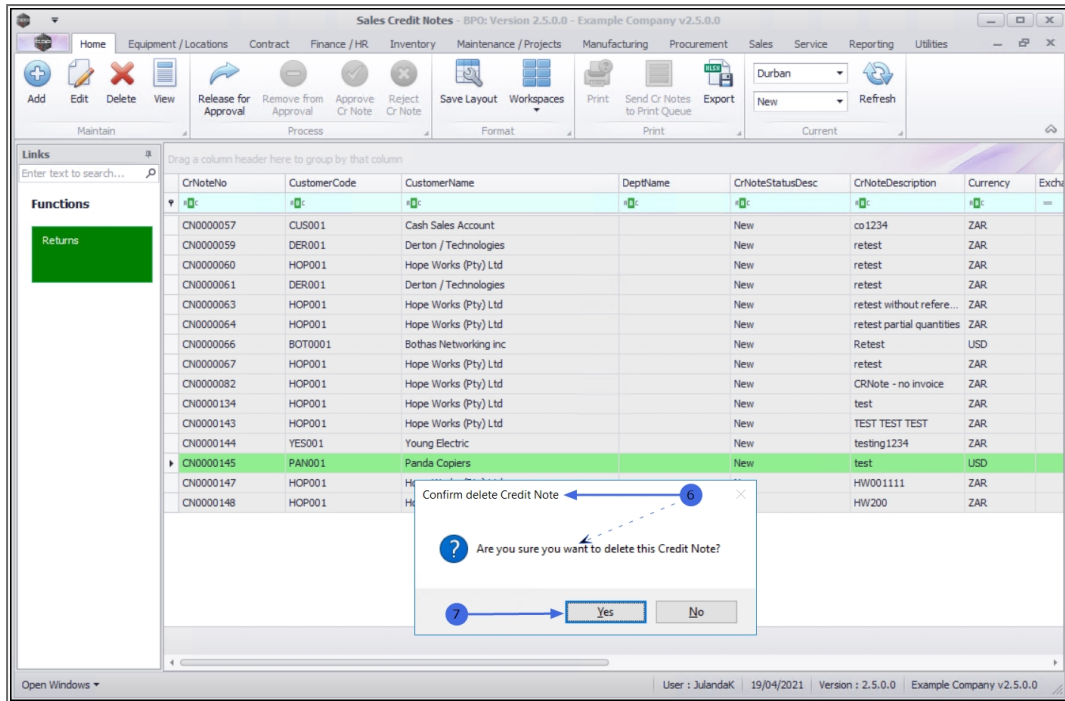 Sales Credit Notes - BPO: Version 2.5.0.0 - Example Company v2.5.0.0
Home Equipment / Locations Contract Finance / HR Inventory Maintenance / Projects Manufacturing Procurement Sales Service Reporting Utilities
Add Edit Delete View Release for Approval Remove from Approval Approve Cr Note Reject Cr Note Save Layout Workspaces Print Send Cr Notes to Print Queue Export Durban New Refresh
Maintain Process Format Print Current
Links
Drag a column header here to group by that column
Enter text to search...
CrNoteNo CustomerCode CustomerName DeptName CrNoteStatusDesc CrNoteDescription Currency Excha
Functions
Returns
CN0000057 CUS001 Cash Sales Account New co1234 ZAR
CN0000059 DER001 Derton / Technologies New retest ZAR
CN0000060 HOP001 Hope Works (Pty) Ltd New retest ZAR
CN0000061 DER001 Derton / Technologies New retest ZAR
CN0000063 HOP001 Hope Works (Pty) Ltd New retest without refere... ZAR
CN0000064 HOP001 Hope Works (Pty) Ltd New retest partial quantities ZAR
CN0000066 BOT0001 Bothas Networking inc New Retest USD
CN0000067 HOP001 Hope Works (Pty) Ltd New retest ZAR
CN0000082 HOP001 Hope Works (Pty) Ltd New CRNote - no invoice ZAR
CN0000134 HOP001 Hope Works (Pty) Ltd New test ZAR
CN0000143 HOP001 Hope Works (Pty) Ltd New TEST TEST TEST ZAR
CN0000144 YES001 Young Electric New testing1234 ZAR
CN0000145 PAN001 Panda Copiers New test USD
CN0000147 HOP001 HW001111 ZAR
CN0000148 HOP001 HW200 ZAR
Confirm delete Credit Note 6
Are you sure you want to delete this Credit Note?
7 Yes No
Open Windows User : JulandaK 19/04/2021 Version : 2.5.0.0 Example Company v2.5.0.0